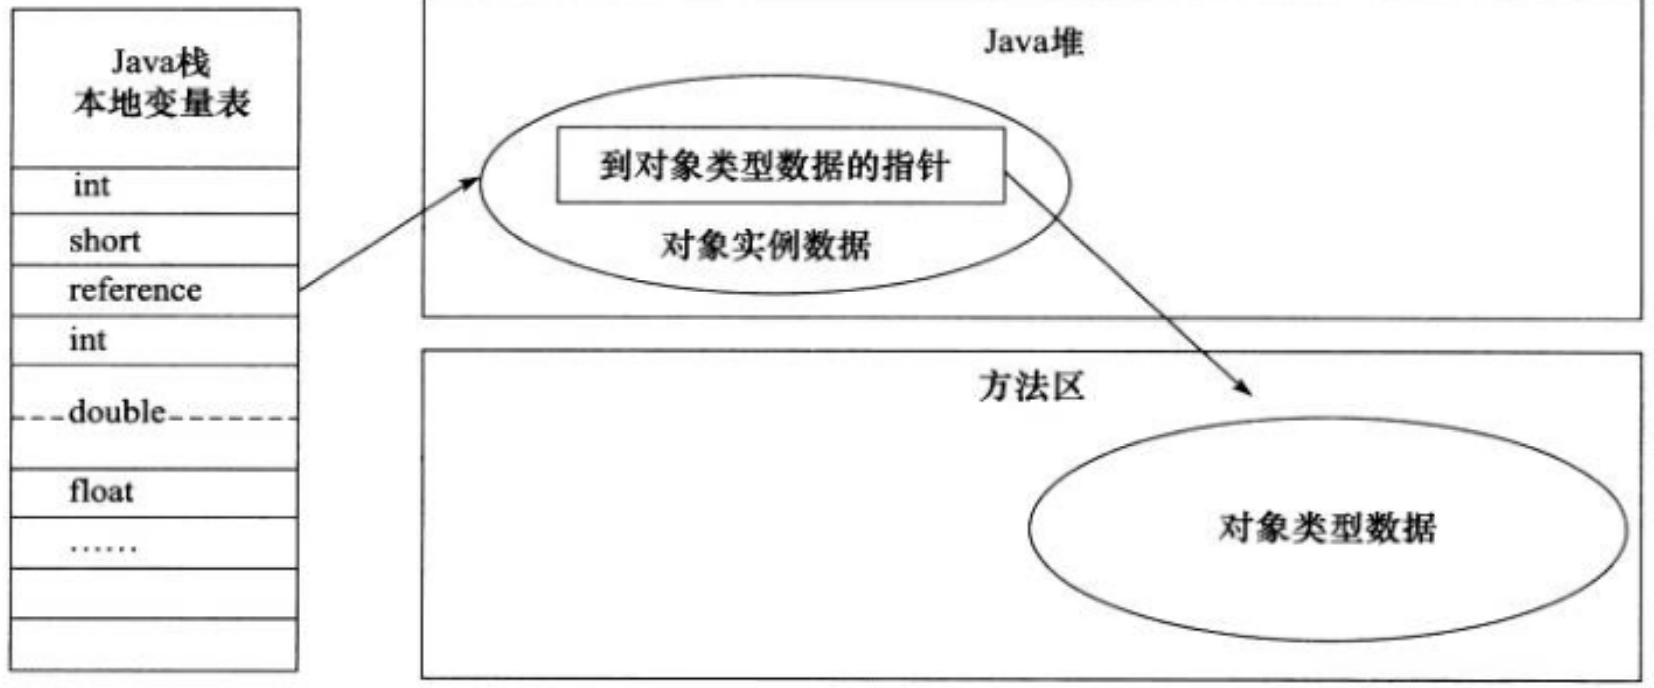 Java栈
本地变量表
int
short
reference
int
double
float
……
Java堆
到对象类型数据的指针
对象实例数据
方法区
对象类型数据